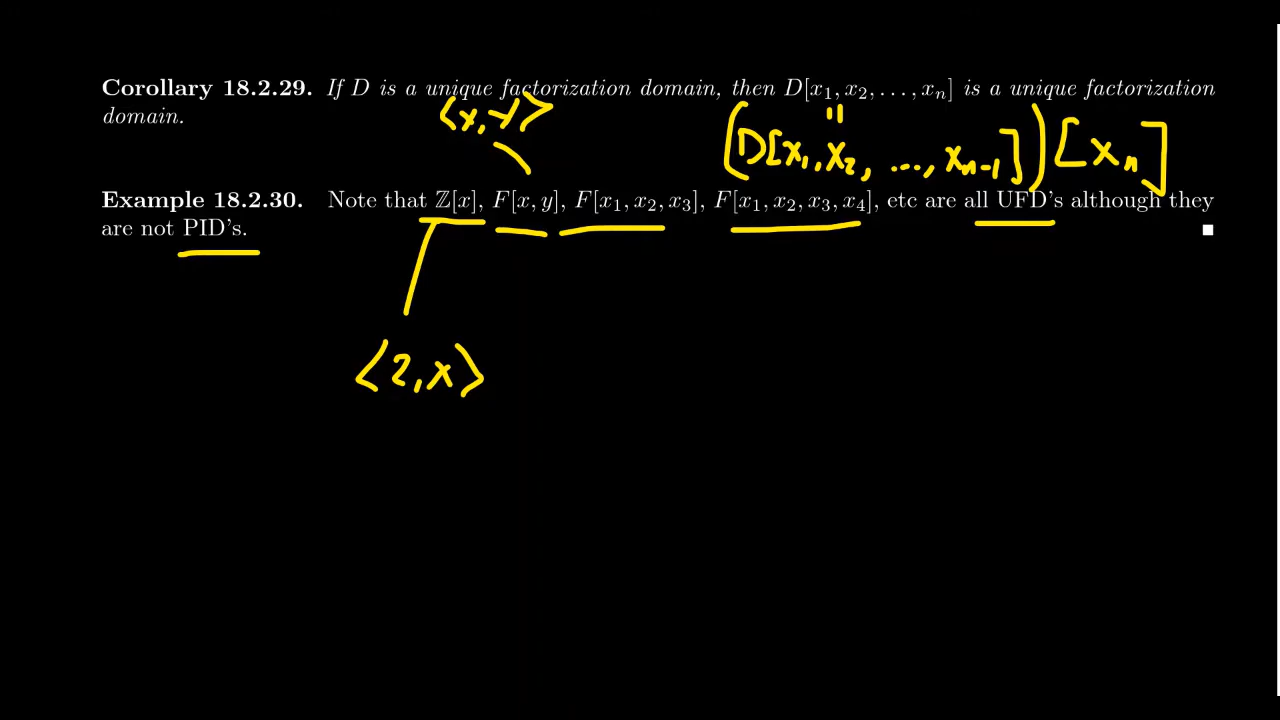 Corollary 18.2.29. If D is a unique factorization domain, then D[x₁, x₂, . . . , xₙ] is a unique factorization
domain.
⟨x, y⟩
=
(D[x₁, x₂, ..., xₙ₋₁])[xₙ]
Example 18.2.30. Note that ℤ[x], F[x, y], F[x₁, x₂, x₃], F[x₁, x₂, x₃, x₄], etc are all UFD's although they
are not PID's. ■
⟨2, x⟩